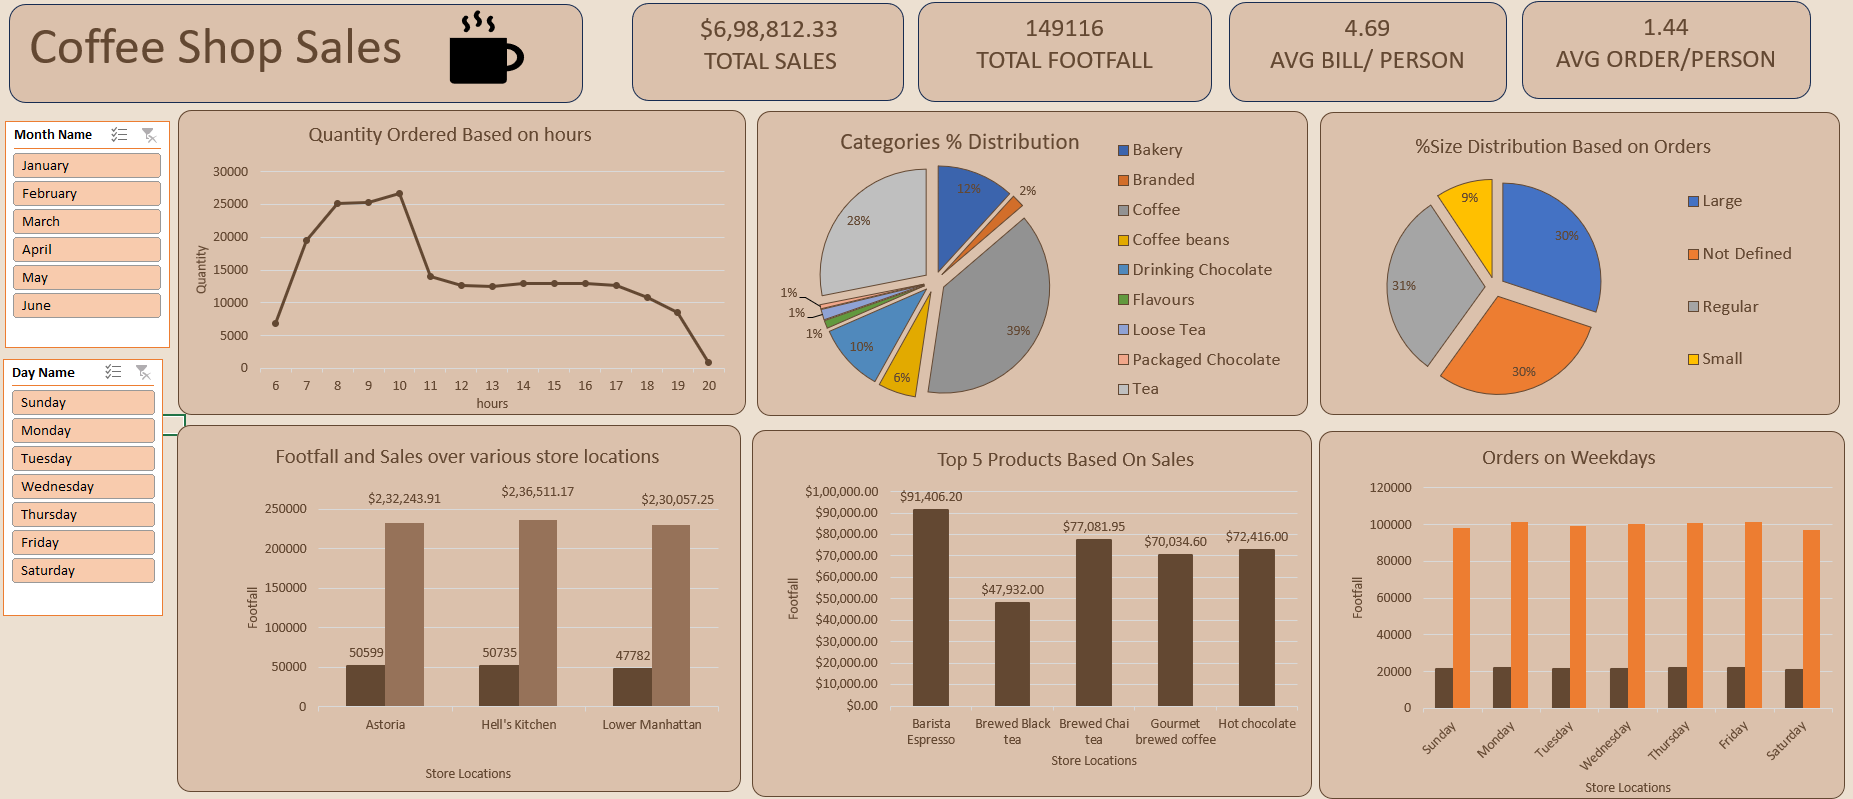 Coffee Shop Sales
$6,98,812.33
TOTAL SALES
149116
TOTAL FOOTFALL
4.69
AVG BILL/ PERSON
1.44
AVG ORDER/PERSON
Month Name
January
February
March
April
May
June
Day Name
Sunday
Monday
Tuesday
Wednesday
Thursday
Friday
Saturday
Quantity Ordered Based on hours
Quantity
30000
25000
20000
15000
10000
5000
0
6 7 8 9 10 11 12 13 14 15 16 17 18 19 20
hours
Categories % Distribution
12%
2%
39%
6%
10%
1%
1%
1%
28%
Bakery
Branded
Coffee
Coffee beans
Drinking Chocolate
Flavours
Loose Tea
Packaged Chocolate
Tea
%Size Distribution Based on Orders
30%
30%
31%
9%
Large
Not Defined
Regular
Small
Footfall and Sales over various store locations
Footfall
250000
200000
150000
100000
50000
0
$2,32,243.91
$2,36,511.17
$2,30,057.25
50599
50735
47782
Astoria
Hell's Kitchen
Lower Manhattan
Store Locations
Top 5 Products Based On Sales
Footfall
$1,00,000.00
$90,000.00
$80,000.00
$70,000.00
$60,000.00
$50,000.00
$40,000.00
$30,000.00
$20,000.00
$10,000.00
$0.00
$91,406.20
$47,932.00
$77,081.95
$70,034.60
$72,416.00
Barista
Espresso
Brewed Black
tea
Brewed Chai
tea
Gourmet
brewed coffee
Hot chocolate
Store Locations
Orders on Weekdays
Footfall
120000
100000
80000
60000
40000
20000
0
Sunday
Monday
Tuesday
Wednesday
Thursday
Friday
Saturday
Store Locations